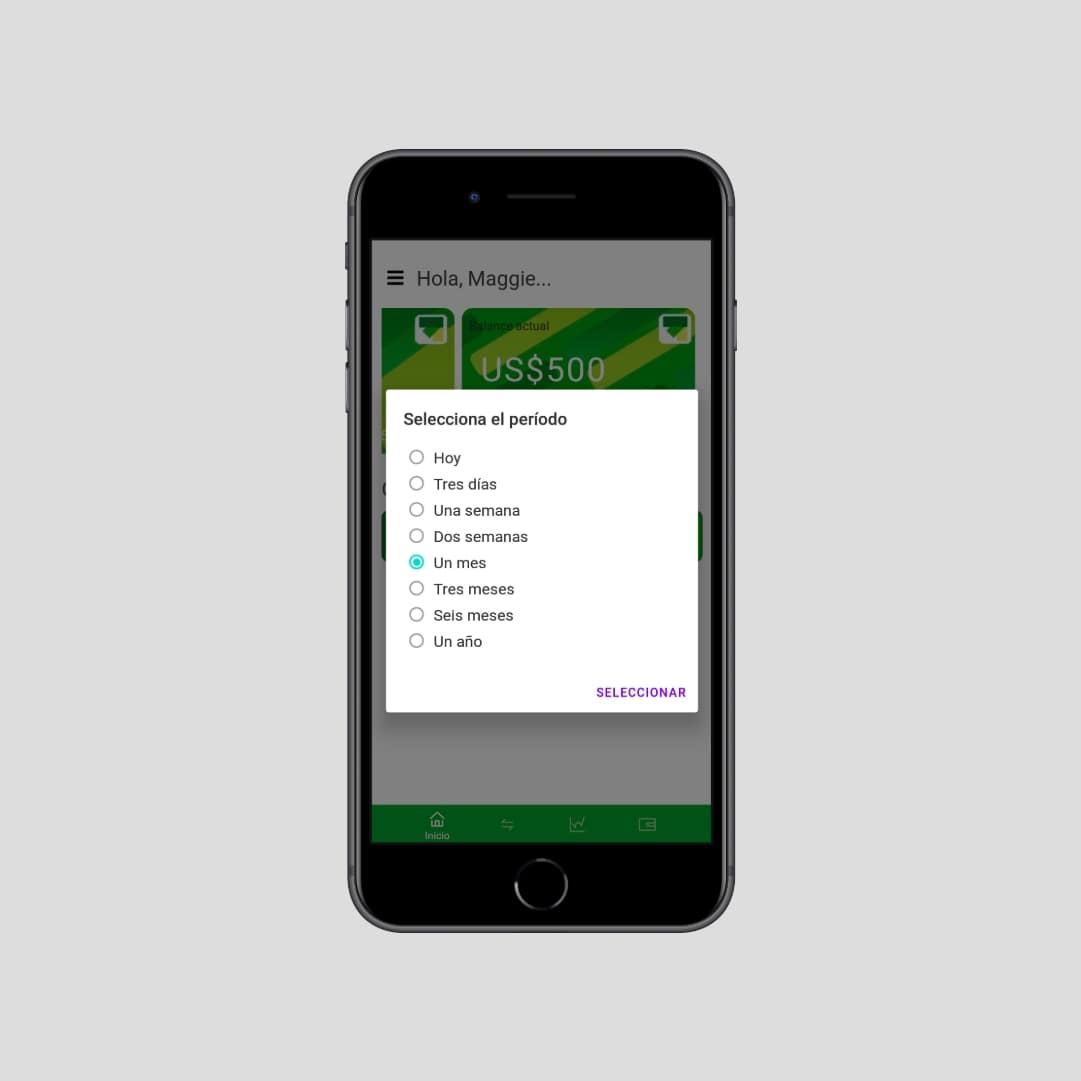 Hola, Maggie...
Balance actual
US$500
Selecciona el período
Hoy
Tres días
Una semana
Dos semanas
Un mes
Tres meses
Seis meses
Un año
SELECCIONAR
Inicio